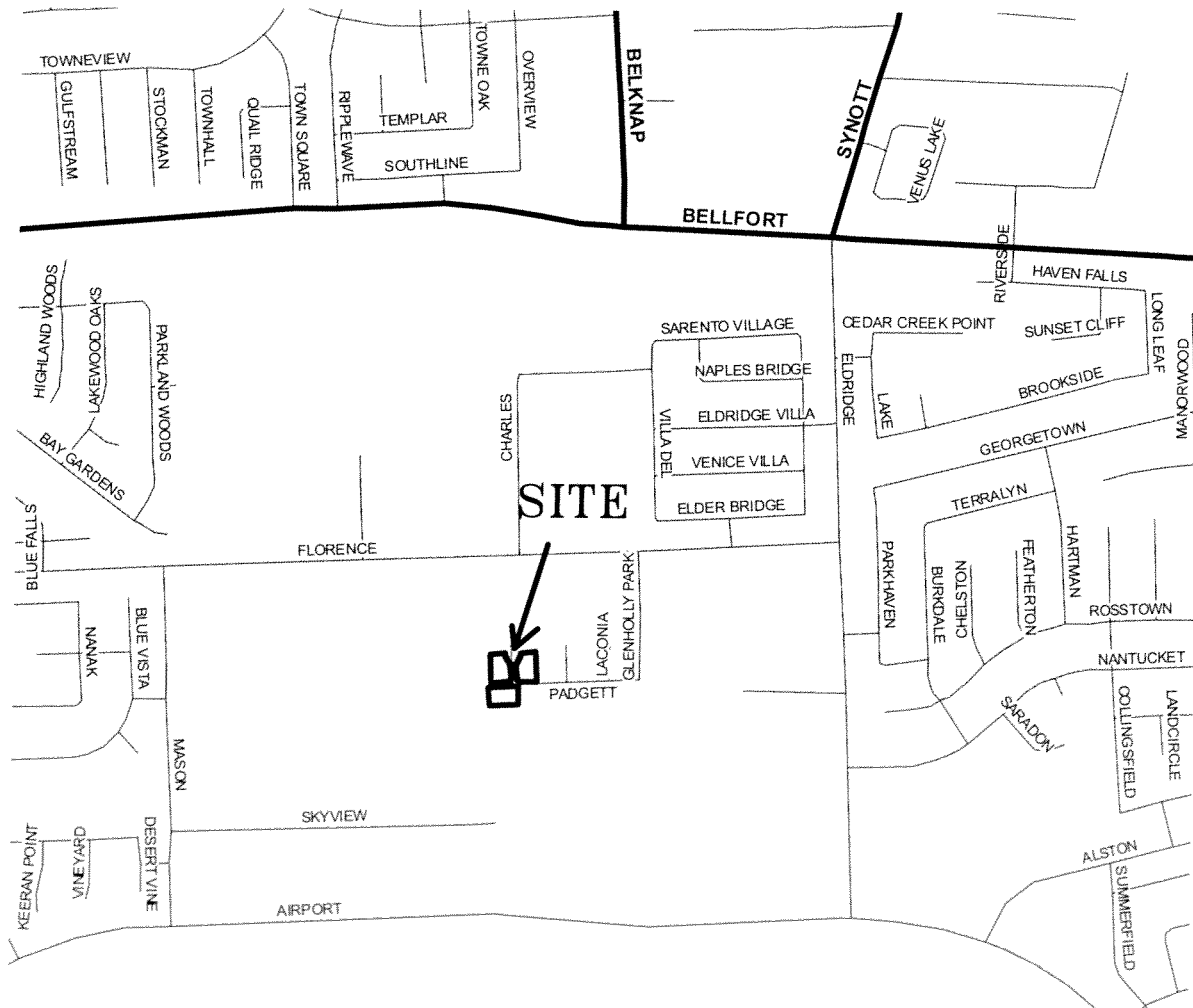 TOWNEVIEW
GULFSTREAM
STOCKMAN
TOWNHALL
QUAIL RIDGE
TOWN SQUARE
RIPPLEWAVE
TEMPLAR
TOWNE OAK
OVERVIEW
SOUTHLINE
BELKNAP
SYNOTT
VENUS LAKE
BELLFORT
RIVERSIDE
HAVEN FALLS
HIGHLAND WOODS
LAKEWOOD OAKS
PARKLAND WOODS
BAY GARDENS
SARENTO VILLAGE
NAPLES BRIDGE
CHARLES
VILLA DEL
ELDRIDGE VILLA
VENICE VILLA
ELDER BRIDGE
ELDRIDGE
CEDAR CREEK POINT
SUNSET CLIFF
LONG LEAF
MANORWOOD
LAKE
BROOKSIDE
GEORGETOWN
TERRALYN
SITE
BLUE FALLS
FLORENCE
PARKHAVEN
BURKDALE
CHELSTON
FEATHERTON
HARTMAN
ROSSTOWN
NANTUCKET
NANAK
BLUE VISTA
LACONIA
GLENHOLLY PARK
PADGETT
MASON
SARADON
COLLINGSFIELD
LANDCIRCLE
SKYVIEW
KEERAN POINT
VINEYARD
DESERT VINE
ALSTON
SUMMERFIELD
AIRPORT